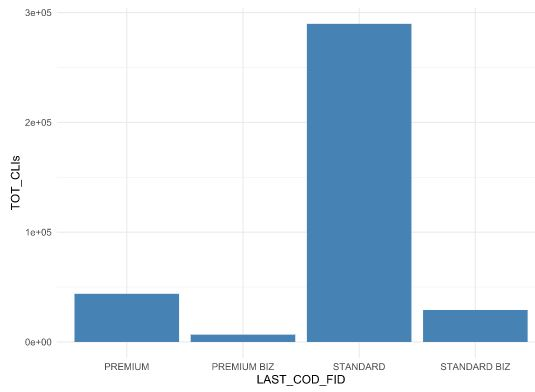 3e+05
2e+05
1e+05
0e+00
TOT_CLIs
PREMIUM PREMIUM BIZ STANDARD STANDARD BIZ
LAST_COD_FID